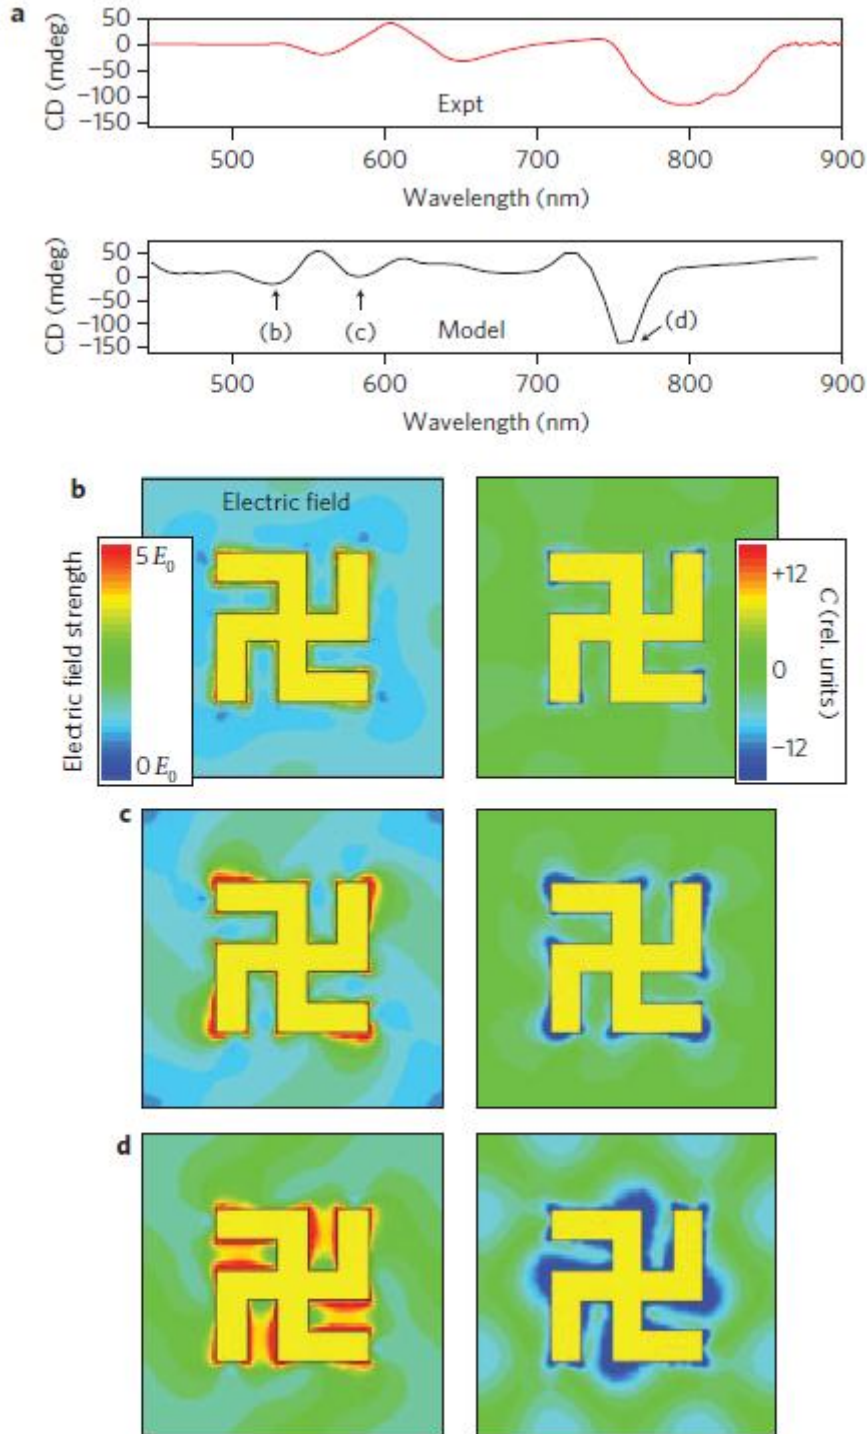 a
50
0
−50
−100
−150
CD (mdeg)
Expt
500 600 700 800 900
Wavelength (nm)
50
0
−50
−100
−150
CD (mdeg)
(b) (c) Model (d)
500 600 700 800 900
Wavelength (nm)
b
Electric field
Electric field strength
5 E0
0 E0
+12
0
−12
C (rel. units)
c
d